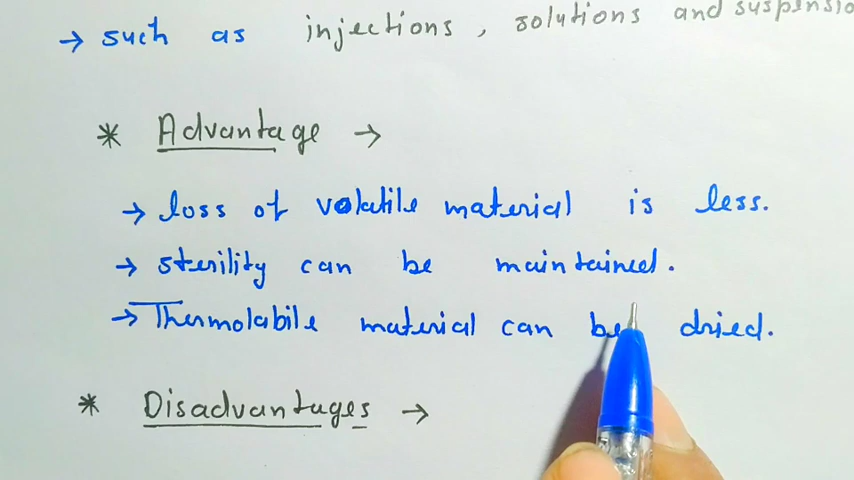 → such as injections, solutions and suspensio
* Advantage →
→ loss of volatile material is less.
→ sterility can be maintained.
→ Thermolabile material can be dried.
* Disadvantages →